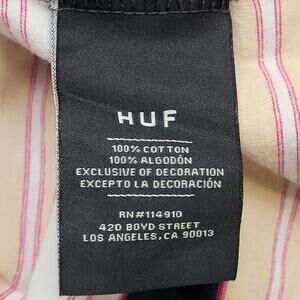 HUF
100% COTTON
100% ALGODÓN
EXCLUSIVE OF DECORATION
EXCEPTO LA DECORACIÓN
RN#114910
420 BOYD STREET
LOS ANGELES, CA 90013